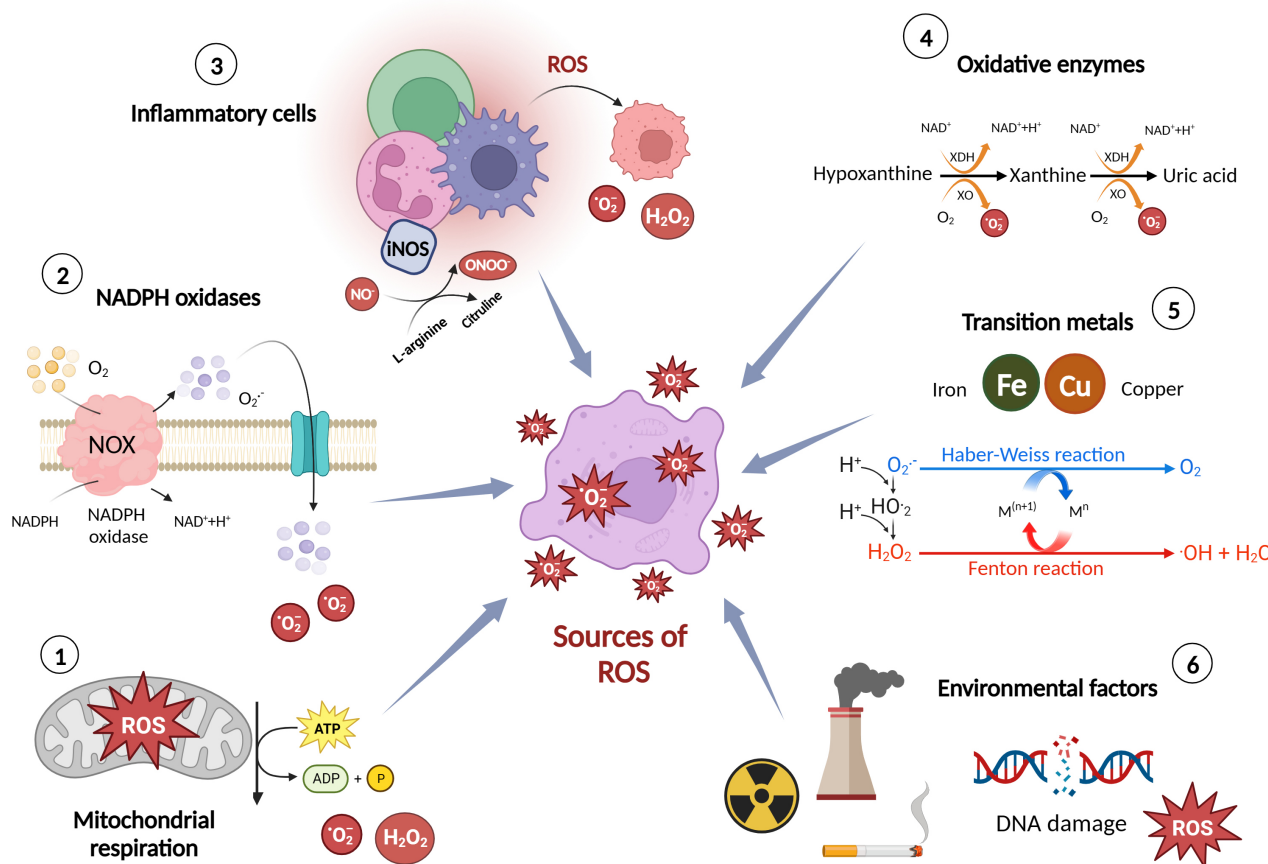 3
Inflammatory cells
ROS
•O₂⁻
H₂O₂
iNOS
NO·
ONOO⁻
L-arginine
Citruline
4
Oxidative enzymes
NAD⁺
NAD⁺+H⁺
NAD⁺
NAD⁺+H⁺
XDH
XDH
Hypoxanthine
Xanthine
Uric acid
XO
XO
O₂
•O₂⁻
O₂
•O₂⁻
2
NADPH oxidases
O₂
O₂·⁻
NOX
NADPH
NADPH
oxidase
NAD⁺+H⁺
•O₂⁻
•O₂⁻
5
Transition metals
Iron
Fe
Cu
Copper
Haber-Weiss reaction
H⁺
O₂·⁻
O₂
HO·₂
H⁺
M⁽ⁿ⁺¹⁾
Mⁿ
H₂O₂
·OH + H₂O
Fenton reaction
•O₂⁻
•O₂⁻
•O₂⁻
•O₂⁻
•O₂⁻
•O₂⁻
•O₂⁻
Sources of
ROS
1
ROS
ATP
ADP
+
P
Mitochondrial
respiration
•O₂⁻
H₂O₂
6
Environmental factors
DNA damage
ROS